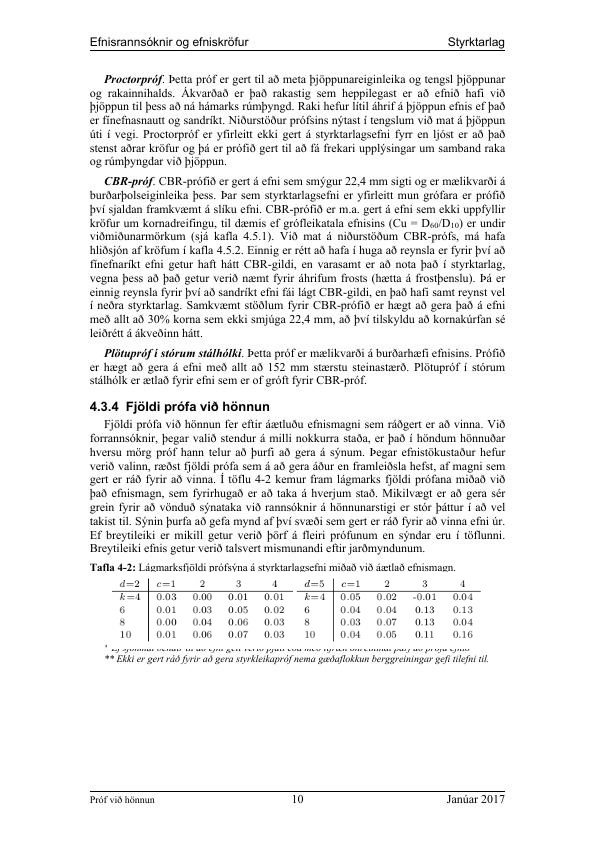 Efnisrannsóknir og efniskröfur Styrktarlag
Proctorpróf. Þetta próf er gert til að meta þjöppunareiginleika og tengsl þjöppunar
og rakainnihalds. Ákvarðað er það rakastig sem heppilegast er að efnið hafi við
þjöppun til þess að ná hámarks rúmþyngd. Raki hefur lítil áhrif á þjöppun efnis ef það
er fínefnasnautt og sandríkt. Niðurstöður prófsins nýtast í tengslum við mat á þjöppun
úti í vegi. Proctorpróf er yfirleitt ekki gert á styrktarlagsefni fyrr en ljóst er að það
stenst aðrar kröfur og þá er prófið gert til að fá frekari upplýsingar um samband raka
og rúmþyngdar við þjöppun.
CBR-próf. CBR-prófið er gert á efni sem smýgur 22,4 mm sigti og er mælikvarði á
burðarþolseiginleika þess. Þar sem styrktarlagsefni er yfirleitt mun grófara er prófið
því sjaldan framkvæmt á slíku efni. CBR-prófið er m.a. gert á efni sem ekki uppfyllir
kröfur um kornadreifingu, til dæmis ef grófleikatala efnisins (Cu = D60/D10) er undir
viðmiðunarmörkum (sjá kafla 4.5.1). Við mat á niðurstöðum CBR-prófs, má hafa
hliðsjón af kröfum í kafla 4.5.2. Einnig er rétt að hafa í huga að reynsla er fyrir því að
fínefnaríkt efni getur haft hátt CBR-gildi, en varasamt er að nota það í styrktarlag,
vegna þess að það getur verið næmt fyrir áhrifum frosts (hætta á frostþenslu). Þá er
einnig reynsla fyrir því að sandríkt efni fái lágt CBR-gildi, en það hafi samt reynst vel
í neðra styrktarlag. Samkvæmt stöðlum fyrir CBR-prófið er hægt að gera það á efni
með allt að 30% korna sem ekki smjúga 22,4 mm, að því tilskyldu að kornakúrfan sé
leiðrétt á ákveðinn hátt.
Plötupróf í stórum stálhólki. Þetta próf er mælikvarði á burðarhæfi efnisins. Prófið
er hægt að gera á efni með allt að 152 mm stærstu steinastærð. Plötupróf í stórum
stálhólk er ætlað fyrir efni sem er of gróft fyrir CBR-próf.
4.3.4 Fjöldi prófa við hönnun
Fjöldi prófa við hönnun fer eftir áætluðu efnismagni sem ráðgert er að vinna. Við
forrannsóknir, þegar valið stendur á milli nokkurra staða, er það í höndum hönnuðar
hversu mörg próf hann telur að þurfi að gera á sýnum. Þegar efnistökustaður hefur
verið valinn, ræðst fjöldi prófa sem á að gera áður en framleiðsla hefst, af magni sem
gert er ráð fyrir að vinna. Í töflu 4-2 kemur fram lágmarks fjöldi prófana miðað við
það efnismagn, sem fyrirhugað er að taka á hverjum stað. Mikilvægt er að gera sér
grein fyrir að vönduð sýnataka við rannsóknir á hönnunarstigi er stór þáttur í að vel
takist til. Sýnin þurfa að gefa mynd af því svæði sem gert er ráð fyrir að vinna efni úr.
Ef breytileiki er mikill getur verið þörf á fleiri prófunum en sýndar eru í töflunni.
Breytileiki efnis getur verið talsvert mismunandi eftir jarðmyndunum.
Tafla 4-2: Lágmarksfjöldi prófsýna á styrktarlagsefni miðað við áætlað efnismagn.
d=2 c=1 2 3 4 d=5 c=1 2 3 4
k=4 0.03 0.00 0.01 0.01 k=4 0.05 0.02 -0.01 0.04
6 0.01 0.03 0.05 0.02 6 0.04 0.04 0.13 0.13
8 0.00 0.04 0.06 0.03 8 0.03 0.07 0.13 0.04
10 0.01 0.06 0.07 0.03 10 0.04 0.05 0.11 0.16
** Ekki er gert ráð fyrir að gera styrkleikapróf nema gæðaflokkun berggreiningar gefi tilefni til.
Próf við hönnun 10 Janúar 2017